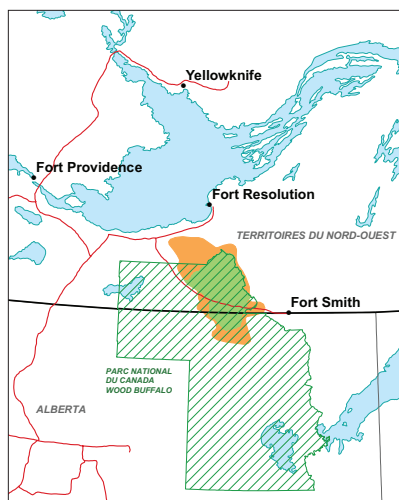 Yellowknife
Fort Providence
Fort Resolution
TERRITOIRES DU NORD-OUEST
Fort Smith
PARC NATIONAL
DU CANADA
WOOD BUFFALO
ALBERTA